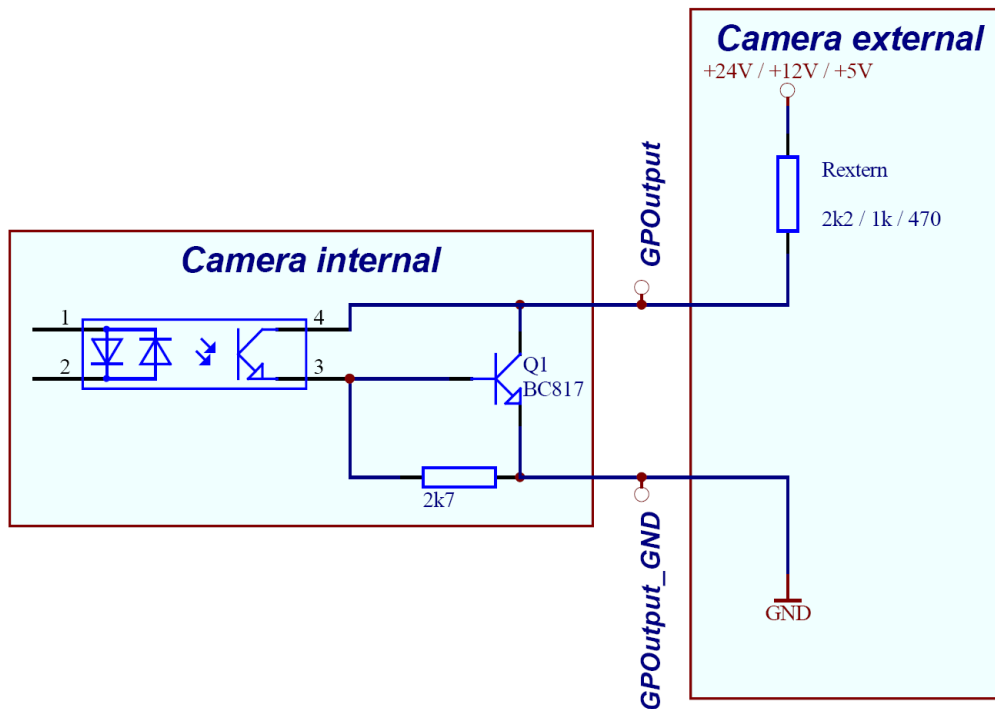 Camera external
+24V / +12V / +5V
Rextern
2k2 / 1k / 470
GPOutput
Camera internal
1
4
2
3
Q1
BC817
2k7
GPOutput_GND
GND